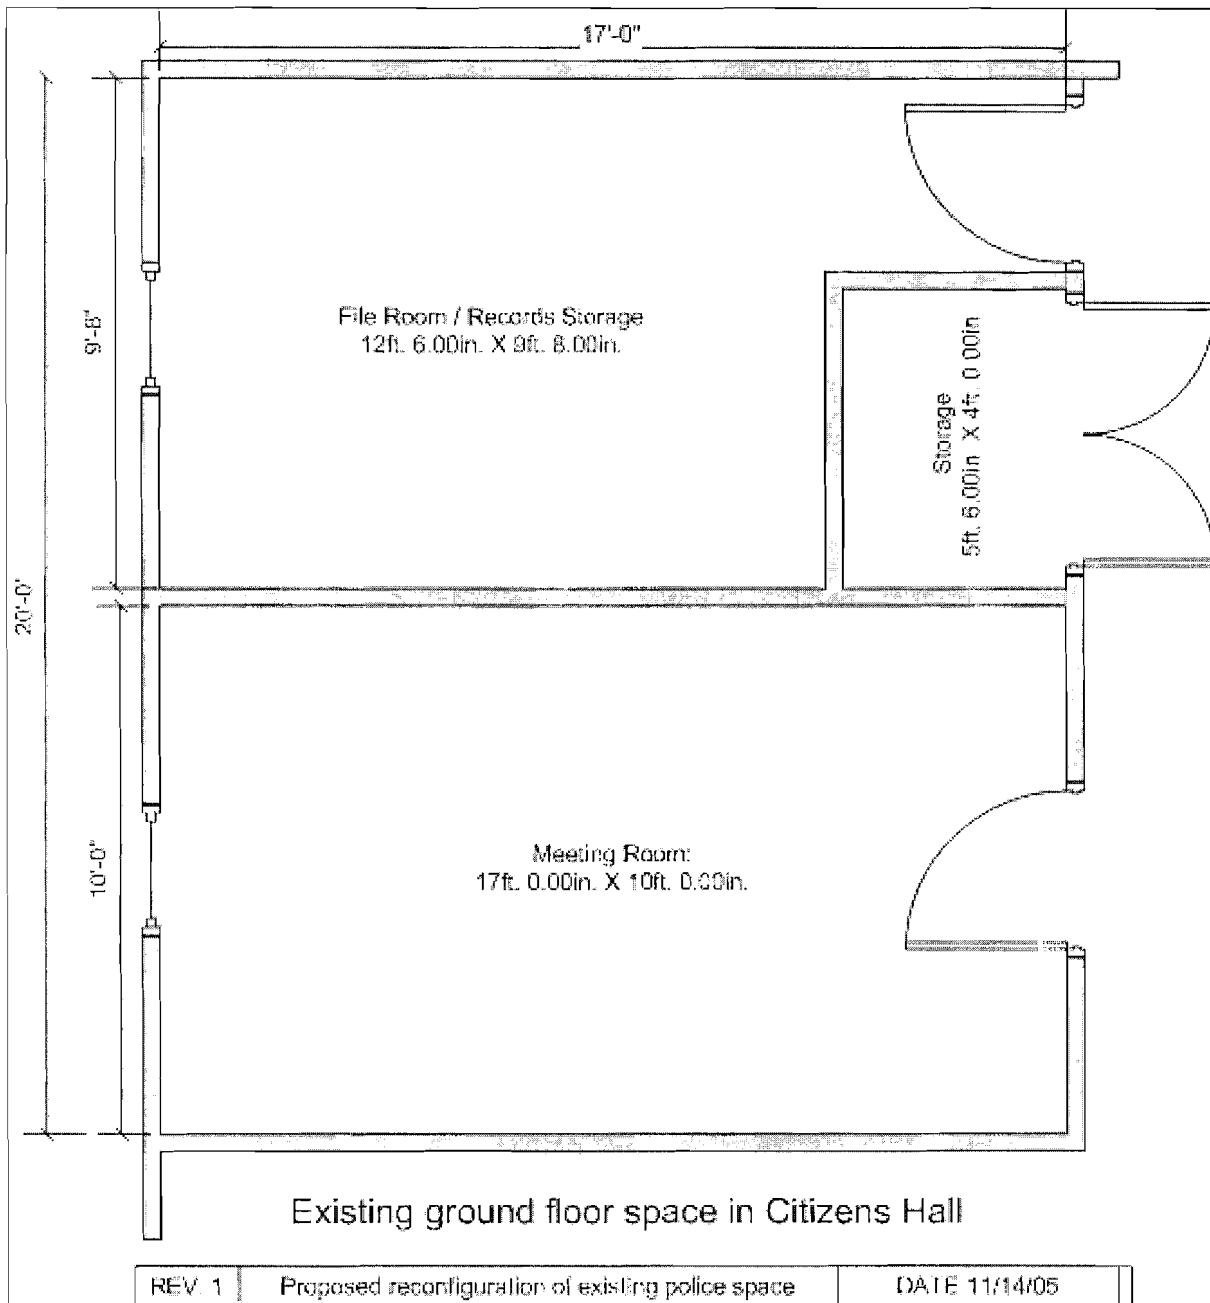 17'-0"
9'-8"
File Room / Records Storage
12ft. 6.00in. X 9ft. 8.00in.
Storage
5ft. 6.00in X 4ft. 0.00in
20'-0"
10'-0"
Meeting Room:
17ft. 0.00in. X 10ft. 0.00in.
Existing ground floor space in Citizens Hall
REV. 1 Proposed reconfiguration of existing police space DATE 11/14/05